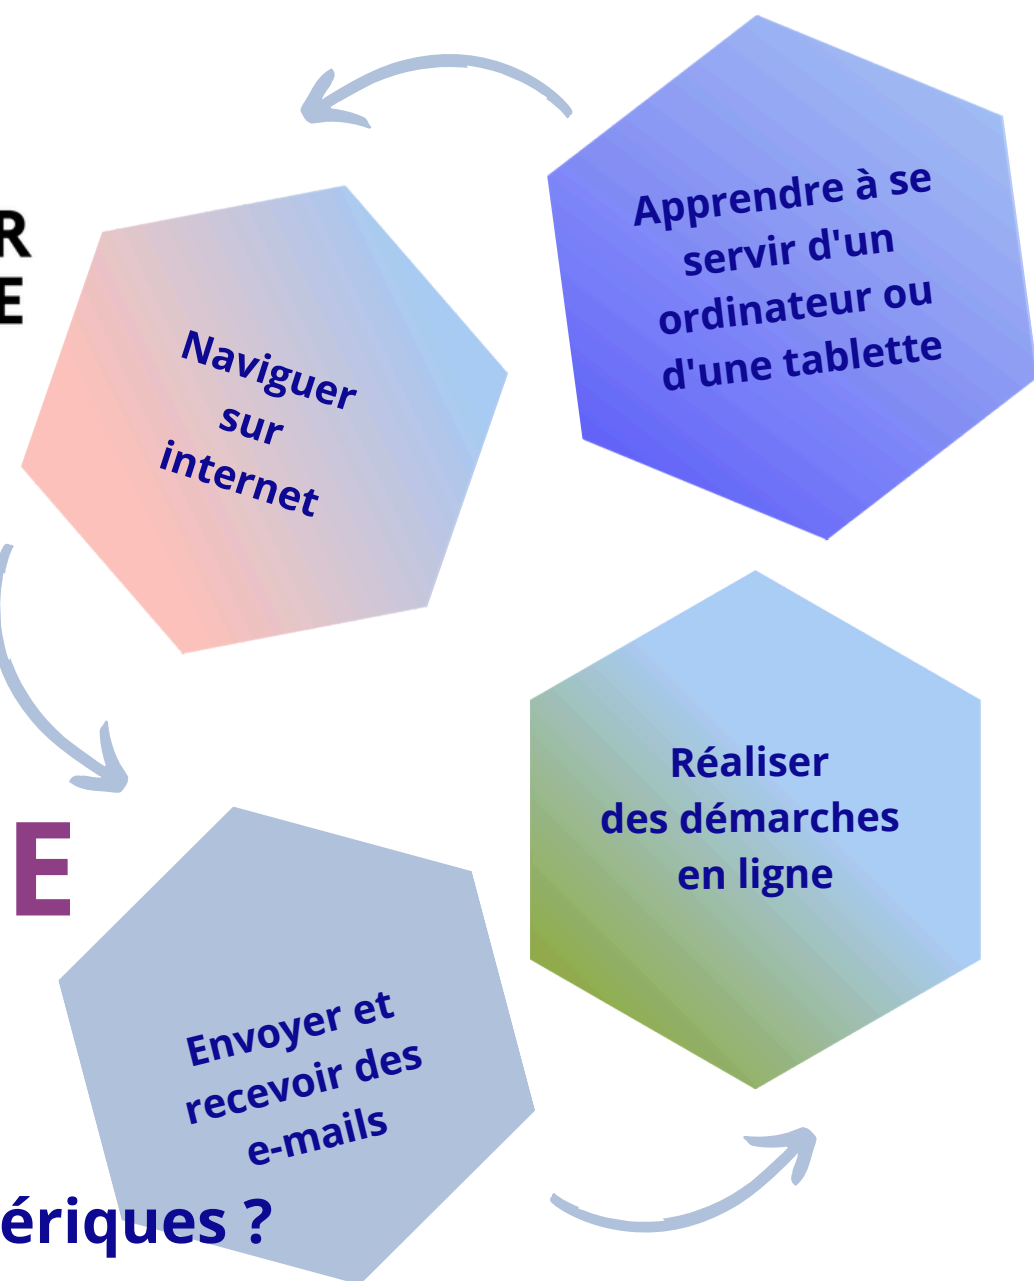 Apprendre à se
servir d'un
ordinateur ou
d'une tablette
R
E
Naviguer
sur
internet
Réaliser
des démarches
en ligne
E
Envoyer et
recevoir des
e-mails
ériques ?